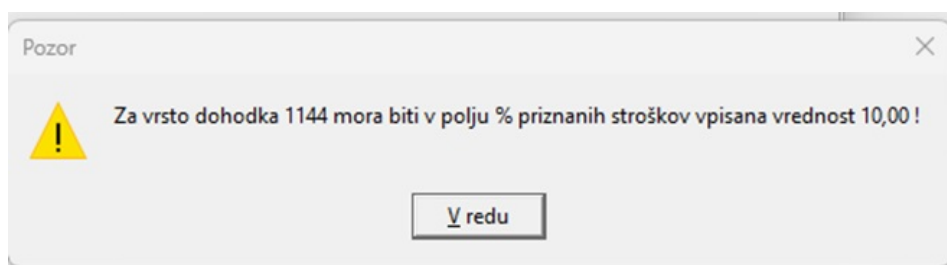 Pozor
Za vrsto dohodka 1144 mora biti v polju % priznanih stroškov vpisana vrednost 10,00 !
V redu